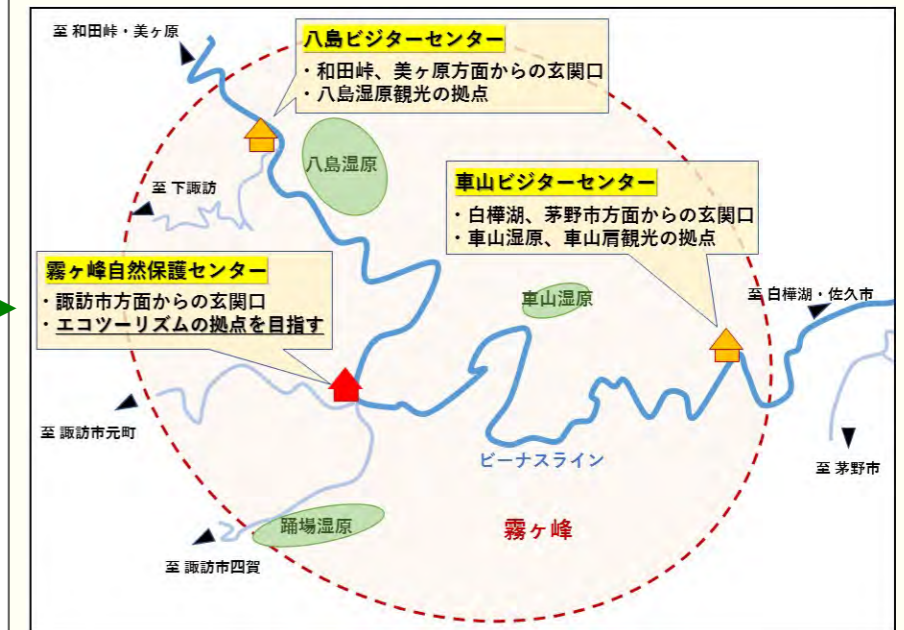 至 和田峠・美ヶ原
八島ビジターセンター
・和田峠、美ヶ原方面からの玄関口
・八島湿原観光の拠点
八島湿原
至 下諏訪
車山ビジターセンター
・白樺湖、茅野市方面からの玄関口
・車山湿原、車山肩観光の拠点
霧ヶ峰自然保護センター
・諏訪市方面からの玄関口
・エコツーリズムの拠点を目指す
車山湿原
至 白樺湖・佐久市
至 諏訪市元町
ビーナスライン
至 茅野市
踊場湿原
霧ヶ峰
至 諏訪市四賀